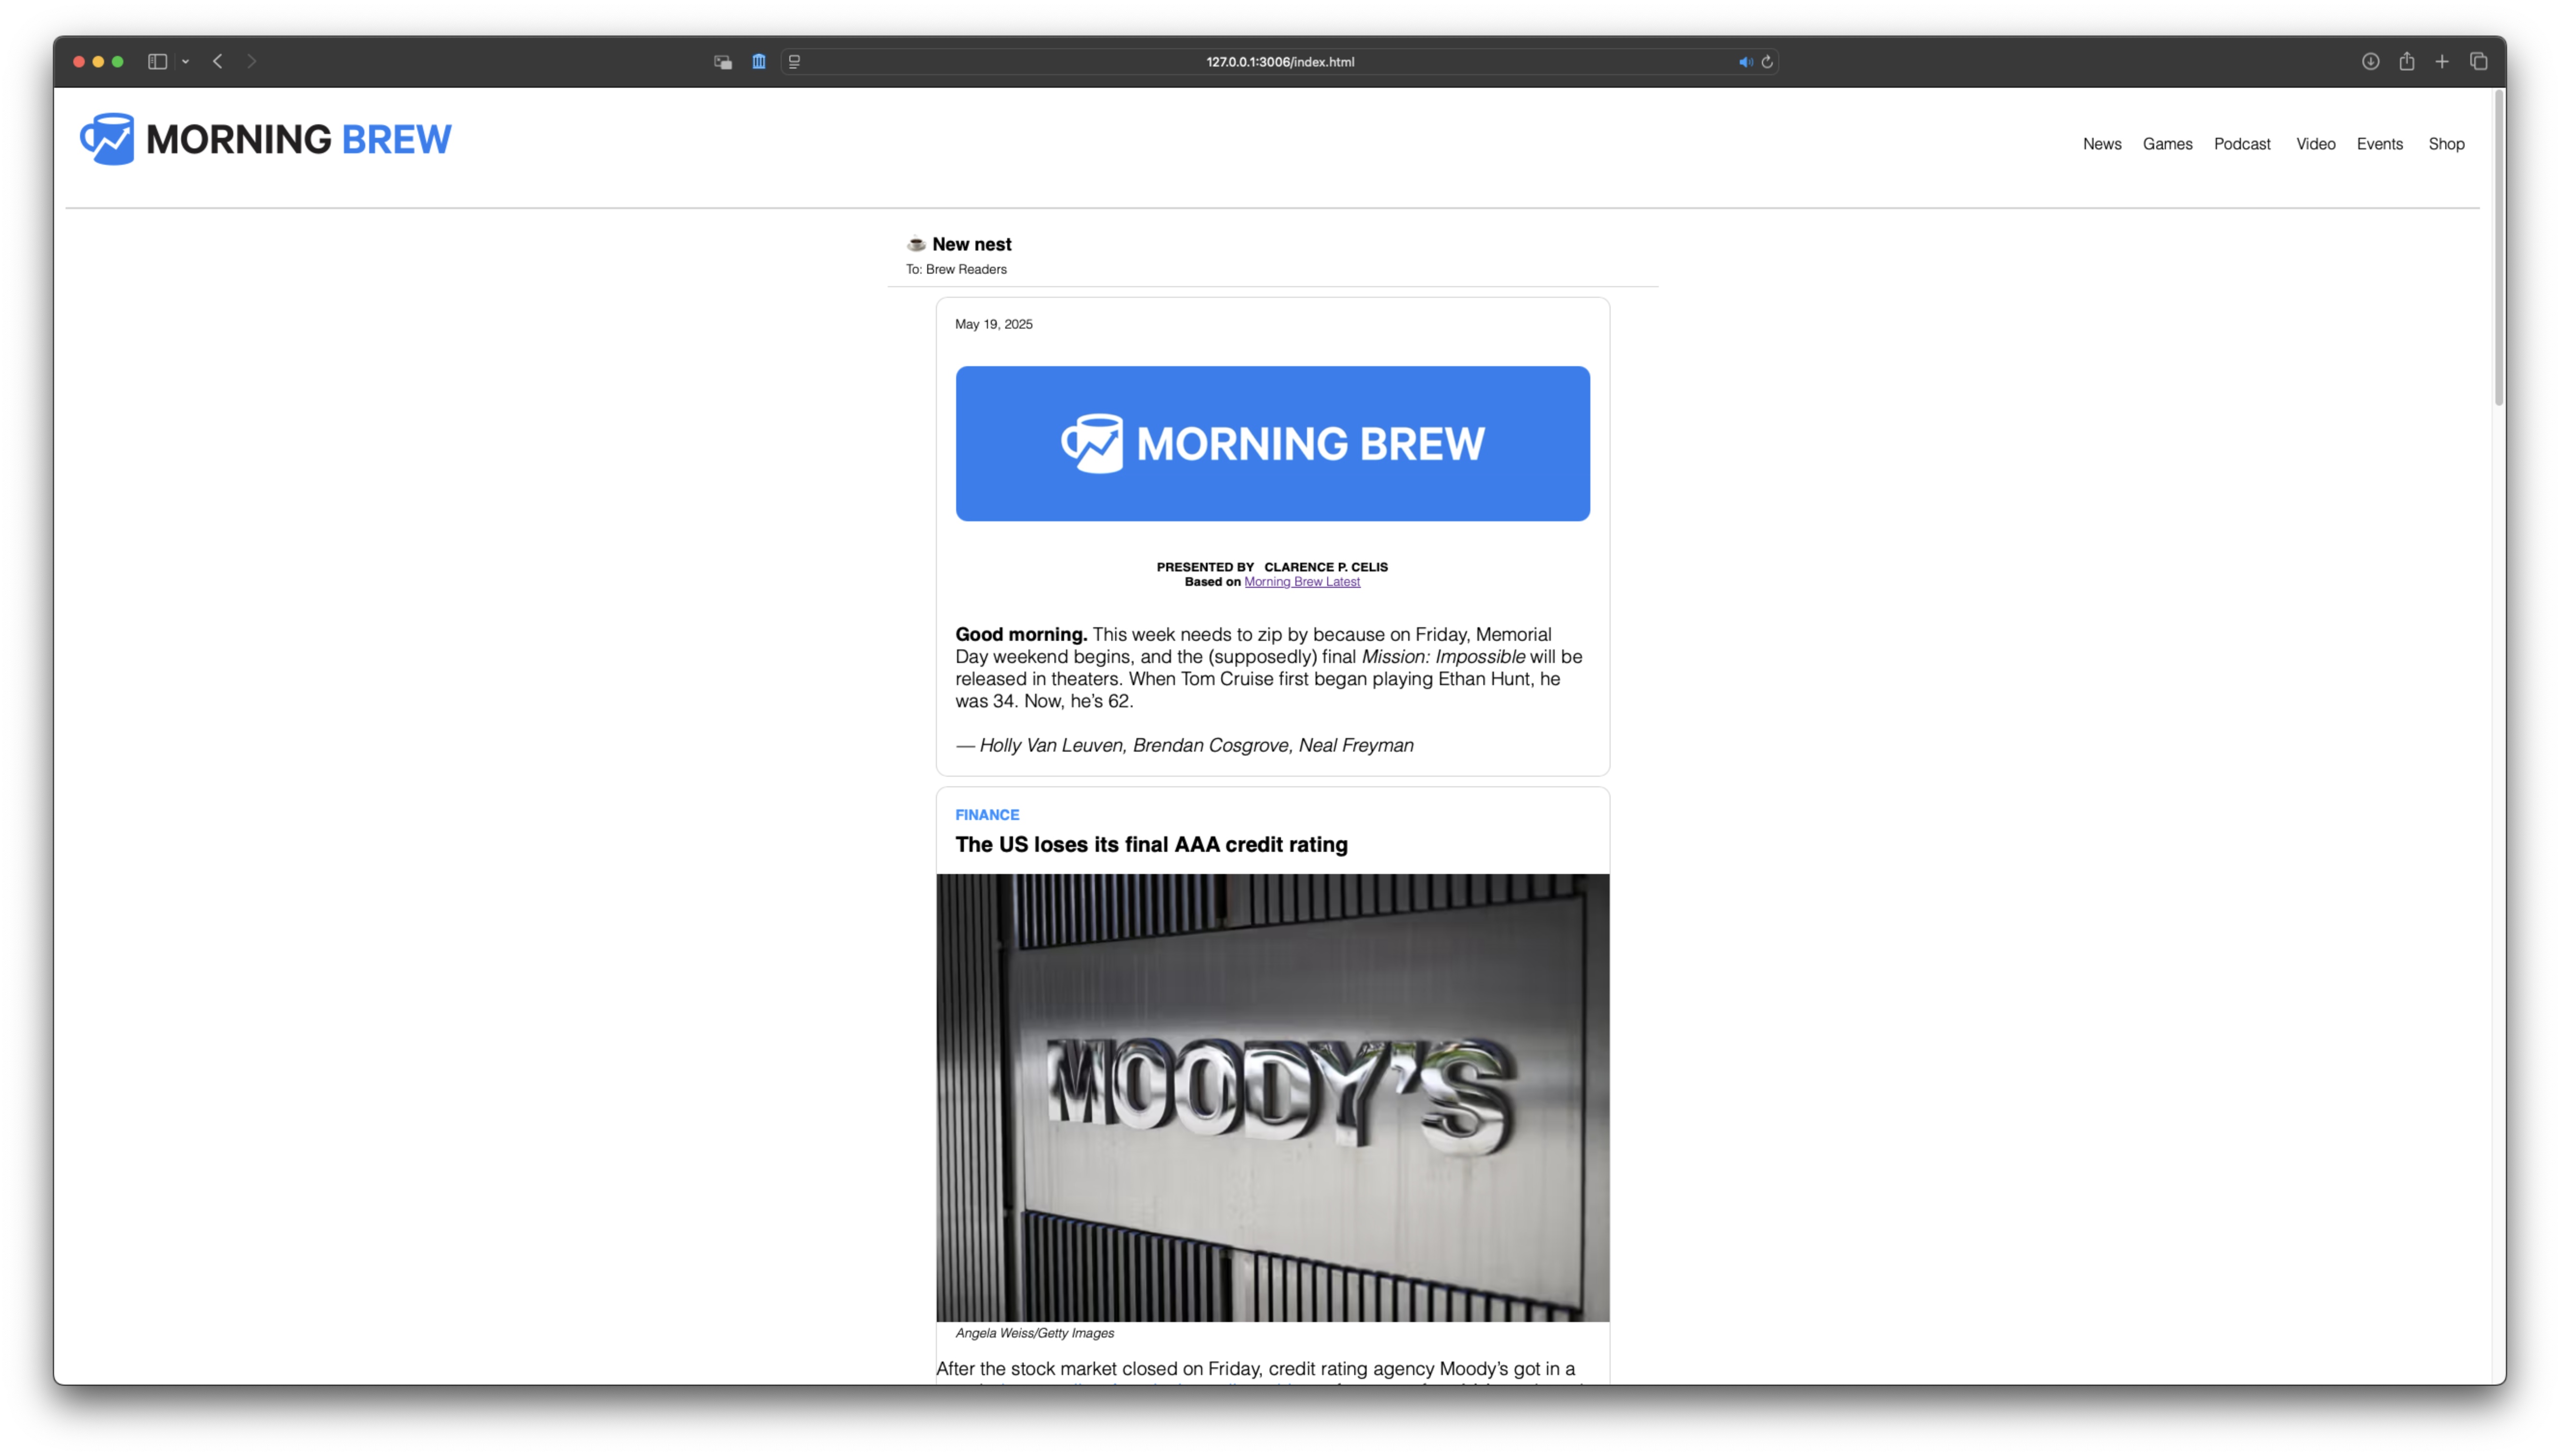 127.0.0.1:3006/index.html
MORNING BREW
News Games Podcast Video Events Shop
☕ New nest
To: Brew Readers
May 19, 2025
MORNING BREW
PRESENTED BY CLARENCE P. CELIS
Based on Morning Brew Latest
Good morning. This week needs to zip by because on Friday, Memorial
Day weekend begins, and the (supposedly) final Mission: Impossible will be
released in theaters. When Tom Cruise first began playing Ethan Hunt, he
was 34. Now, he’s 62.
— Holly Van Leuven, Brendan Cosgrove, Neal Freyman
FINANCE
The US loses its final AAA credit rating
MOODY’S
Angela Weiss/Getty Images
After the stock market closed on Friday, credit rating agency Moody’s got in a